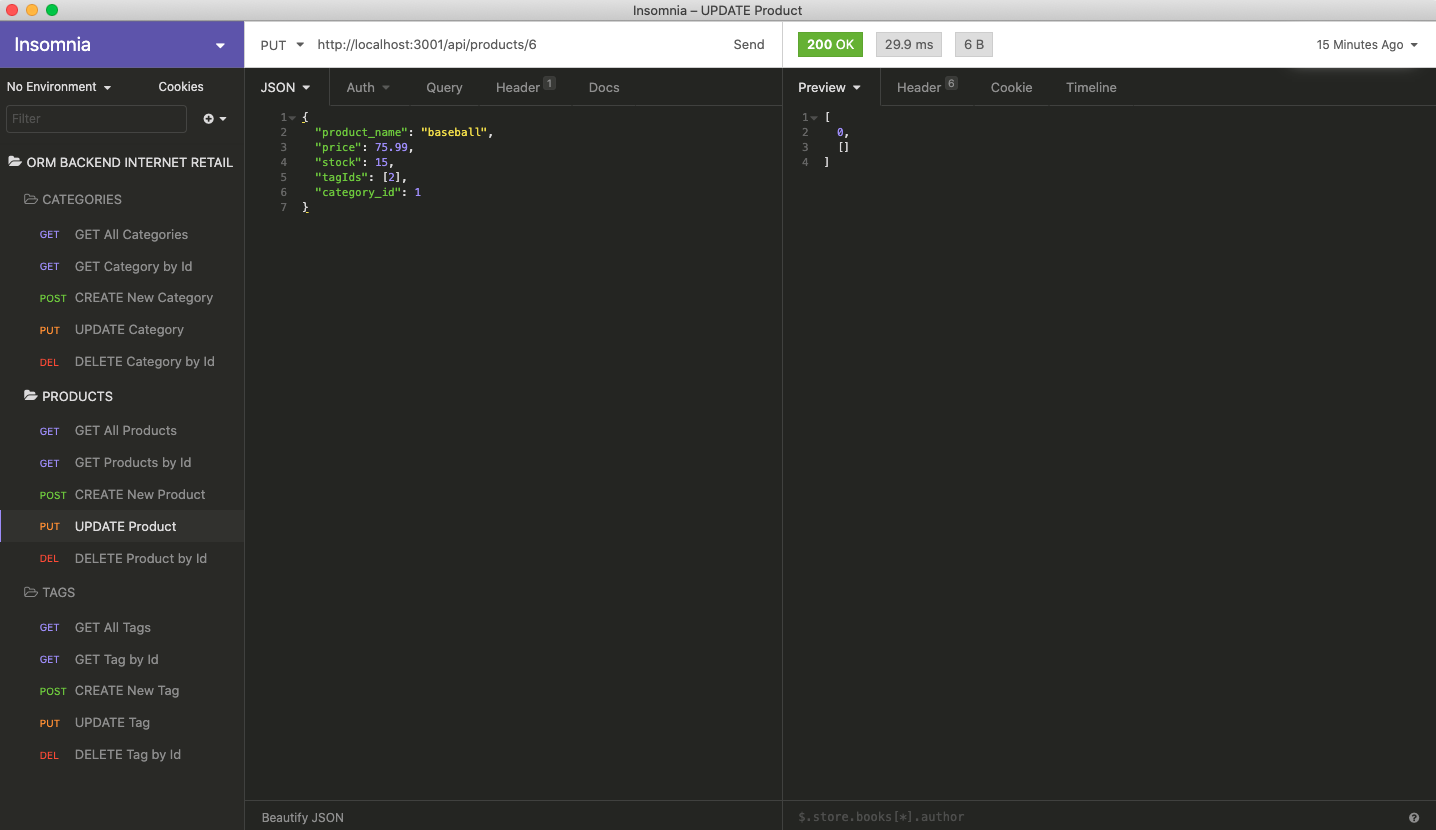 Insomnia – UPDATE Product
Insomnia
PUT http://localhost:3001/api/products/6 Send
200 OK 29.9 ms 6 B 15 Minutes Ago
No Environment Cookies
JSON Auth Query Header 1 Docs
Preview Header 6 Cookie Timeline
Filter
1 {
2 "product_name": "baseball",
3 "price": 75.99,
4 "stock": 15,
5 "tagIds": [2],
6 "category_id": 1
7 }
1 [
2 0,
3 []
4 ]
ORM BACKEND INTERNET RETAIL
CATEGORIES
GET GET All Categories
GET GET Category by Id
POST CREATE New Category
PUT UPDATE Category
DEL DELETE Category by Id
PRODUCTS
GET GET All Products
GET GET Products by Id
POST CREATE New Product
PUT UPDATE Product
DEL DELETE Product by Id
TAGS
GET GET All Tags
GET GET Tag by Id
POST CREATE New Tag
PUT UPDATE Tag
DEL DELETE Tag by Id
Beautify JSON
$.store.books[*].author